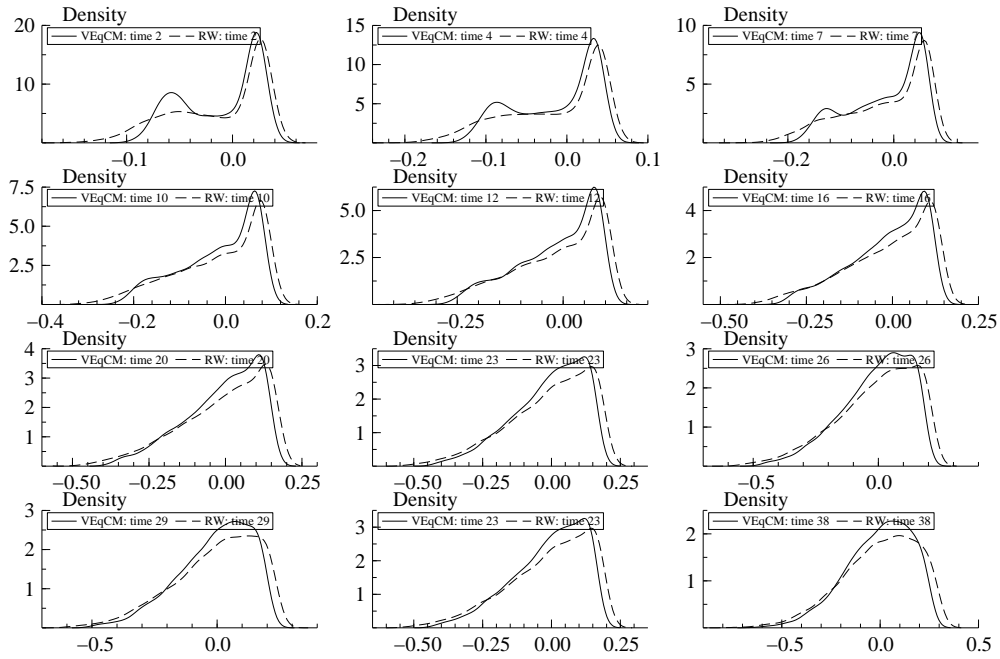 Density
VEqCM: time 2 RW: time 2
20
10
−0.1 0.0
Density
VEqCM: time 4 RW: time 4
15
10
5
−0.2 −0.1 0.0 0.1
Density
VEqCM: time 7 RW: time 7
10
5
−0.2 0.0
Density
VEqCM: time 10 RW: time 10
7.5
5.0
2.5
−0.4 −0.2 0.0 0.2
Density
VEqCM: time 12 RW: time 12
5.0
2.5
−0.25 0.00
Density
VEqCM: time 16 RW: time 16
4
2
−0.50 −0.25 0.00 0.25
Density
VEqCM: time 20 RW: time 20
4
3
2
1
−0.50 −0.25 0.00 0.25
Density
VEqCM: time 23 RW: time 23
3
2
1
−0.50 −0.25 0.00 0.25
Density
VEqCM: time 26 RW: time 26
3
2
1
−0.5 0.0 0.5
Density
VEqCM: time 29 RW: time 29
3
2
1
−0.5 0.0
Density
VEqCM: time 23 RW: time 23
3
2
1
−0.50 −0.25 0.00 0.25
Density
VEqCM: time 38 RW: time 38
2
1
−0.5 0.0 0.5